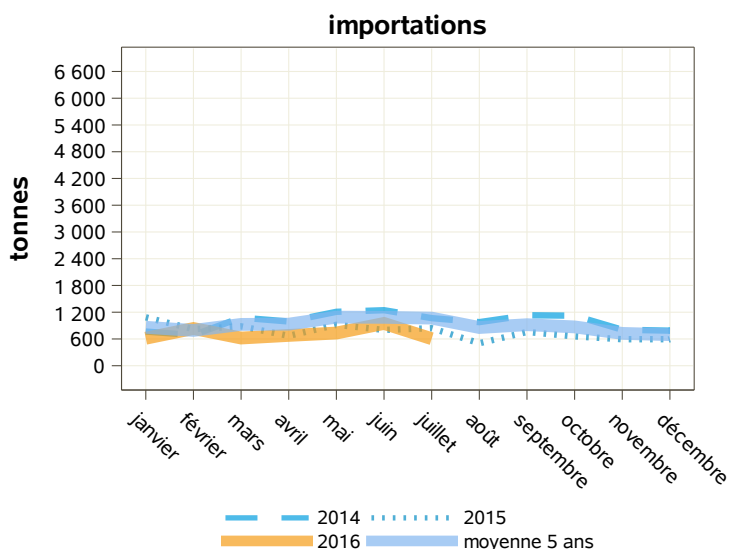 importations
tonnes
6 600
6 000
5 400
4 800
4 200
3 600
3 000
2 400
1 800
1 200
600
0
janvier
février
mars
avril
mai
juin
juillet
août
septembre
octobre
novembre
décembre
2014
2015
2016
moyenne 5 ans